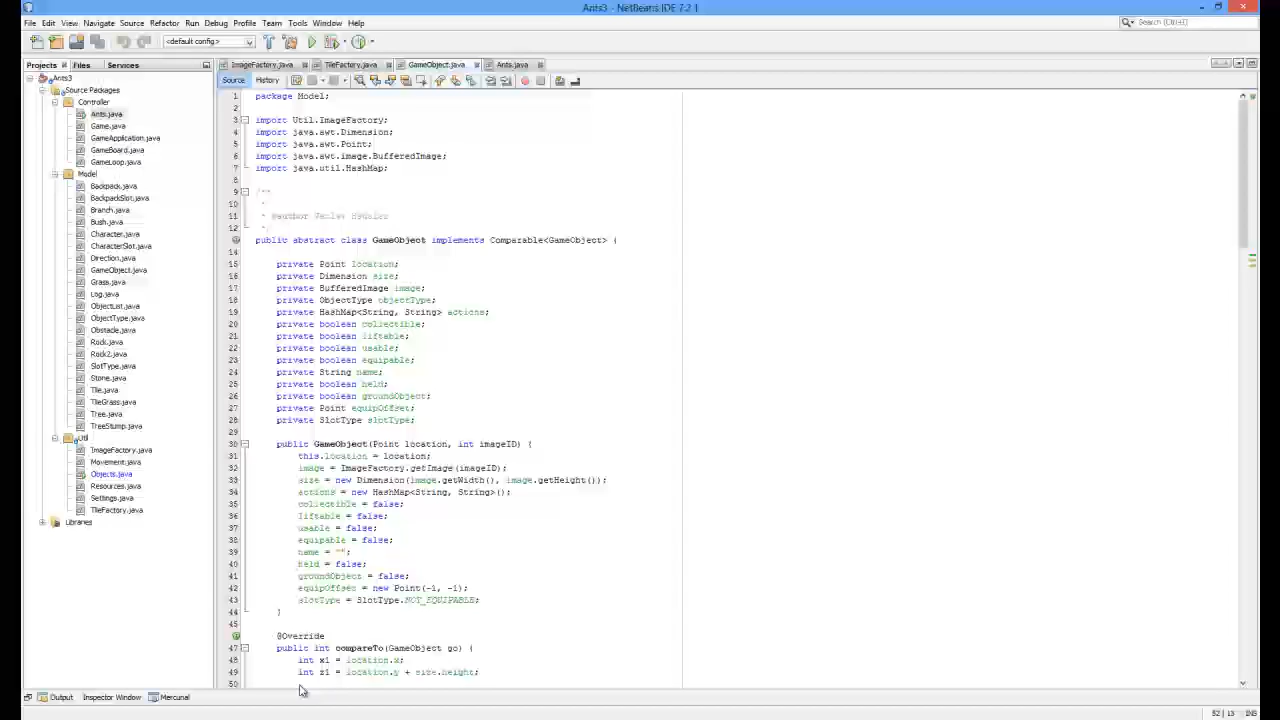 Ants3 - NetBeans IDE 7.2.1
File Edit View Navigate Source Refactor Run Debug Profile Team Tools Window Help
Search (Ctrl+I)
<default config>
Projects Files Services
ImageFactory.java TileFactory.java GameObject.java Ants.java
Source History
Ants3
Source Packages
Controller
Ants.java
Game.java
GameApplication.java
GameBoard.java
GameLoop.java
Model
Backpack.java
BackpackSlot.java
Branch.java
Bush.java
Character.java
CharacterSlot.java
Direction.java
GameObject.java
Grass.java
Log.java
ObjectList.java
ObjectType.java
Obstacle.java
Rock.java
Rock2.java
SlotType.java
Stone.java
Tile.java
TileGrass.java
Tree.java
TreeStump.java
Util
ImageFactory.java
Movement.java
Objects.java
Resources.java
Settings.java
TileFactory.java
Libraries
1 package Model;
2
3 import Util.ImageFactory;
4 import java.awt.Dimension;
5 import java.awt.Point;
6 import java.awt.image.BufferedImage;
7 import java.util.HashMap;
8
9 /**
10 *
11 * @author
12 */
public abstract class GameObject implements Comparable<GameObject> {
14
15 private Point location;
16 private Dimension size;
17 private BufferedImage image;
18 private ObjectType objectType;
19 private HashMap<String, String> actions;
20 private boolean collectible;
21 private boolean liftable;
22 private boolean usable;
23 private boolean equipable;
24 private String name;
25 private boolean held;
26 private boolean groundObject;
27 private Point equipOffset;
28 private SlotType slotType;
29
30 public GameObject(Point location, int imageID) {
31 this.location = location;
32 image = ImageFactory.getImage(imageID);
33 size = new Dimension(image.getWidth(), image.getHeight());
34 actions = new HashMap<String, String>();
35 collectible = false;
36 liftable = false;
37 usable = false;
38 equipable = false;
39 name = "";
40 held = false;
41 groundObject = false;
42 equipOffset = new Point(-1, -1);
43 slotType = SlotType.NOT_EQUIPABLE;
44 }
45
@Override
47 public int compareTo(GameObject go) {
48 int x1 = location.x;
49 int z1 = location.y + size.height;
50
Output Inspector Window Mercurial
52 | 13 INS